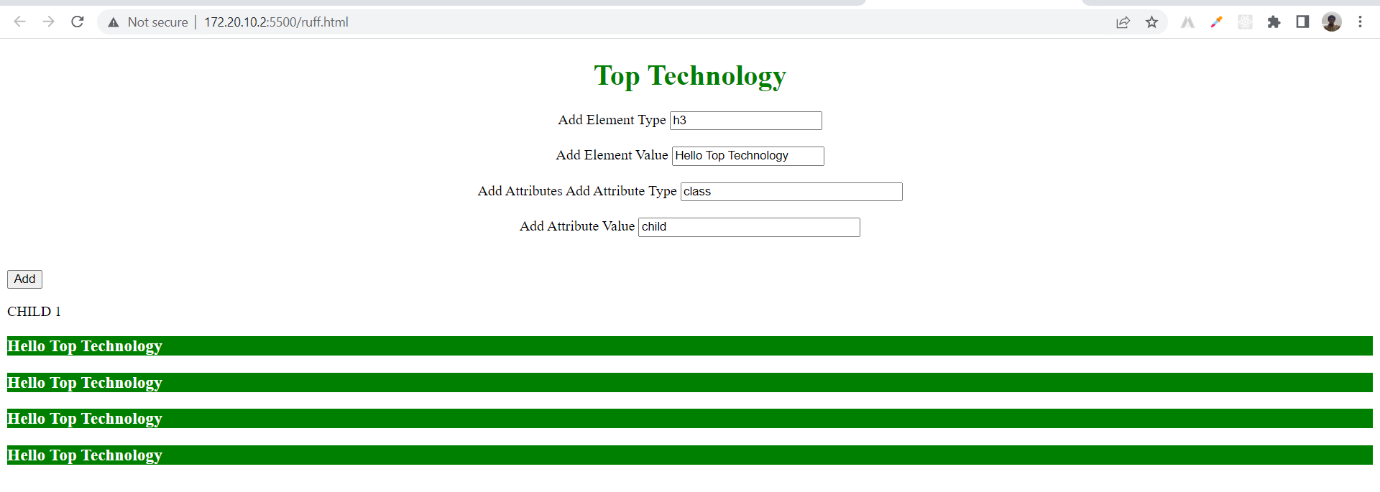 Not secure | 172.20.10.2:5500/ruff.html
Top Technology
Add Element Type h3
Add Element Value Hello Top Technology
Add Attributes Add Attribute Type class
Add Attribute Value child
Add
CHILD 1
Hello Top Technology
Hello Top Technology
Hello Top Technology
Hello Top Technology